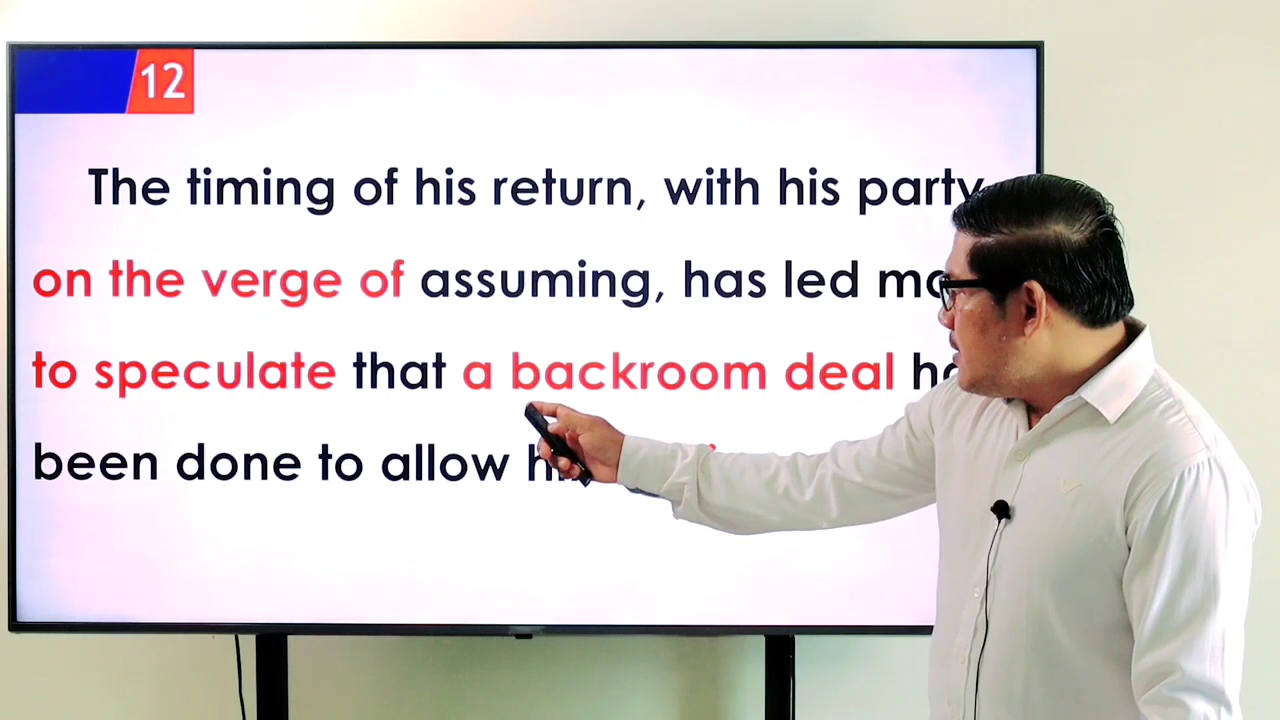 12
The timing of his return, with his party
on the verge of assuming, has led
to speculate that a backroom deal
been done to allow